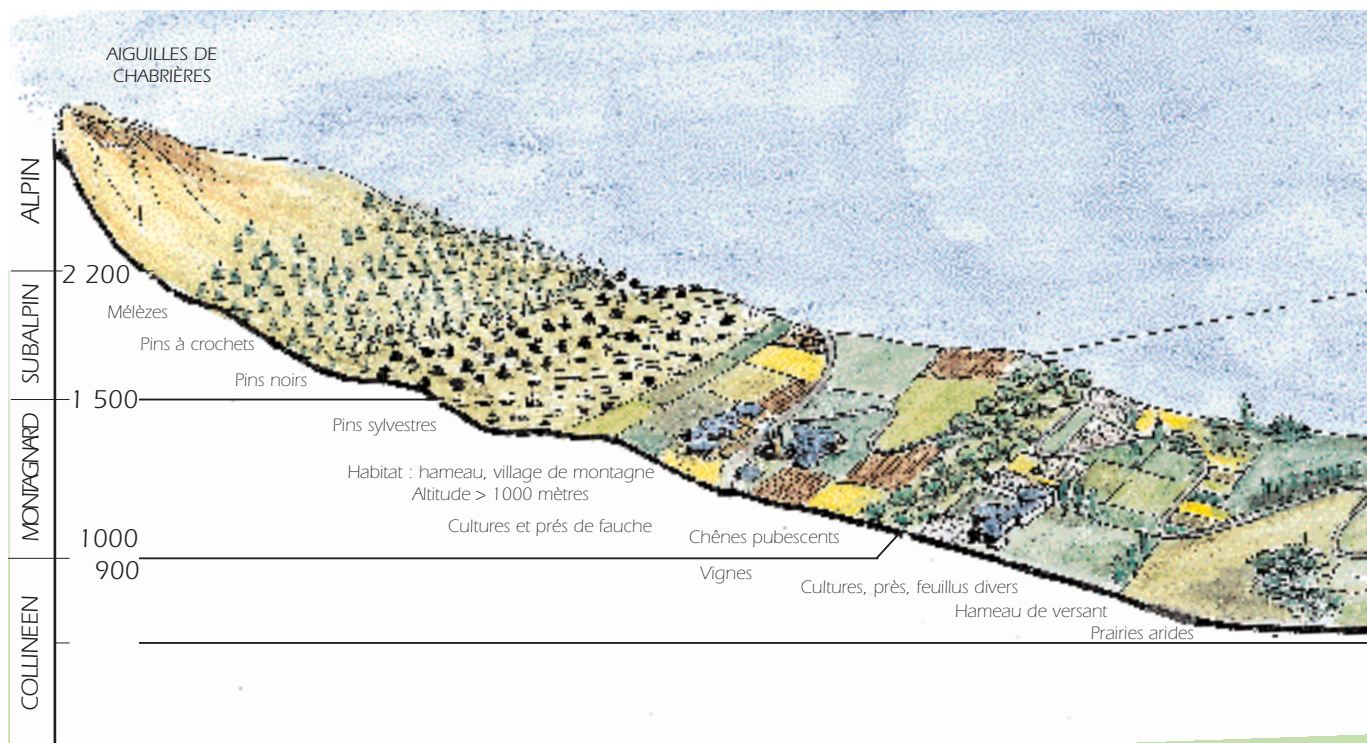 AIGUILLES DE
CHABRIÈRES
ALPIN
2 200
SUBALPIN
Mélèzes
Pins à crochets
Pins noirs
1 500
MONTAGNARD
Pins sylvestres
Habitat : hameau, village de montagne
Altitude > 1000 mètres
Cultures et prés de fauche
Chênes pubescents
1000
900
Vignes
Cultures, près, feuillus divers
Hameau de versant
Prairies arides
COLLINEEN